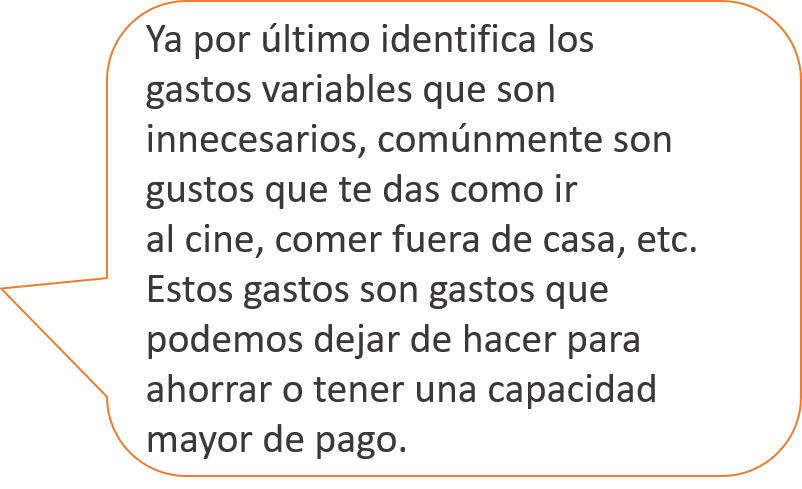 Ya por último identifica los
gastos variables que son
innecesarios, comúnmente son
gustos que te das como ir
al cine, comer fuera de casa, etc.
Estos gastos son gastos que
podemos dejar de hacer para
ahorrar o tener una capacidad
mayor de pago.